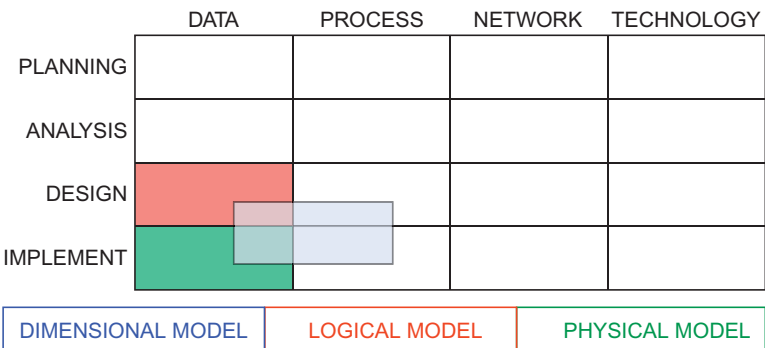 DATA PROCESS NETWORK TECHNOLOGY
PLANNING
ANALYSIS
DESIGN
IMPLEMENT
DIMENSIONAL MODEL LOGICAL MODEL PHYSICAL MODEL